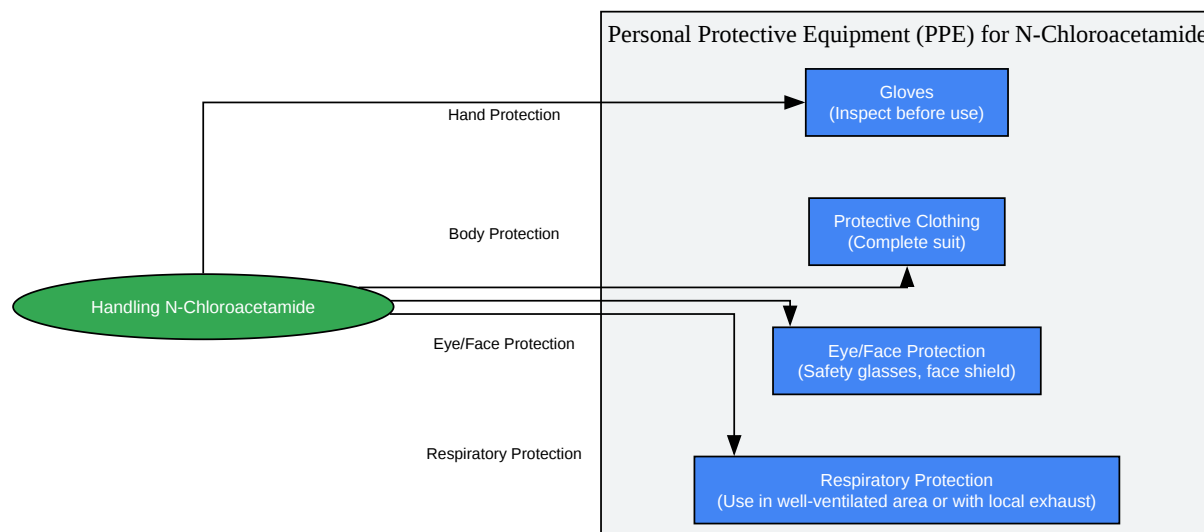 Personal Protective Equipment (PPE) for N-Chloroacetamide
Gloves
(Inspect before use)
Hand Protection
Protective Clothing
(Complete suit)
Body Protection
Handling N-Chloroacetamide
Eye/Face Protection
Eye/Face Protection
(Safety glasses, face shield)
Respiratory Protection
Respiratory Protection
(Use in well-ventilated area or with local exhaust)